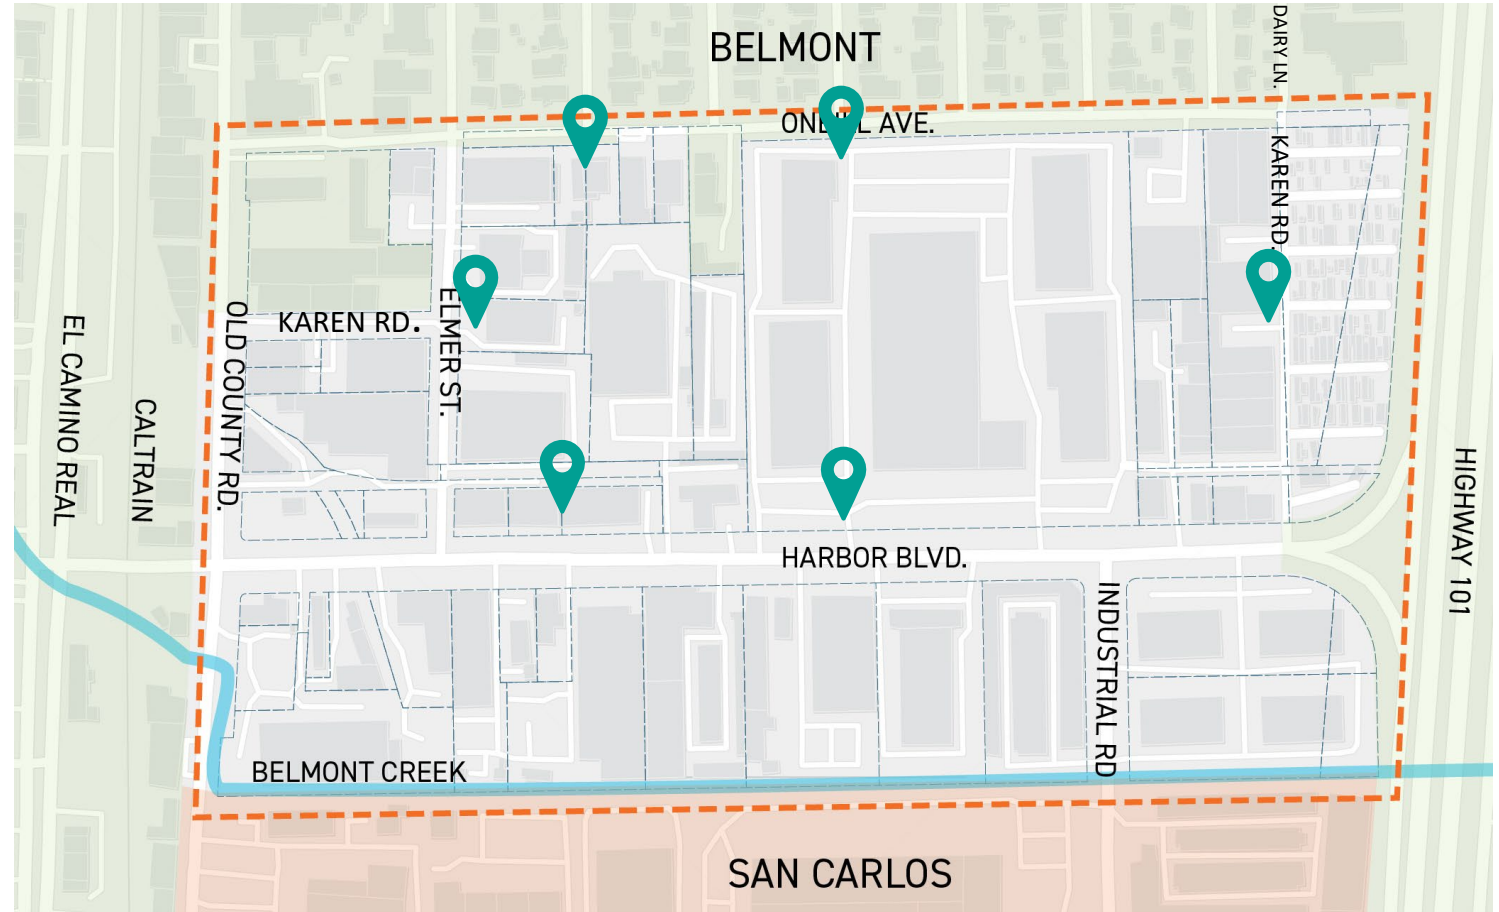 DAIRY LN.
BELMONT
ONEILL AVE.
KAREN RD.
KAREN RD.
ELMER ST.
OLD COUNTY RD.
EL CAMINO REAL
CALTRAIN
HIGHWAY 101
HARBOR BLVD.
INDUSTRIAL RD
BELMONT CREEK
SAN CARLOS